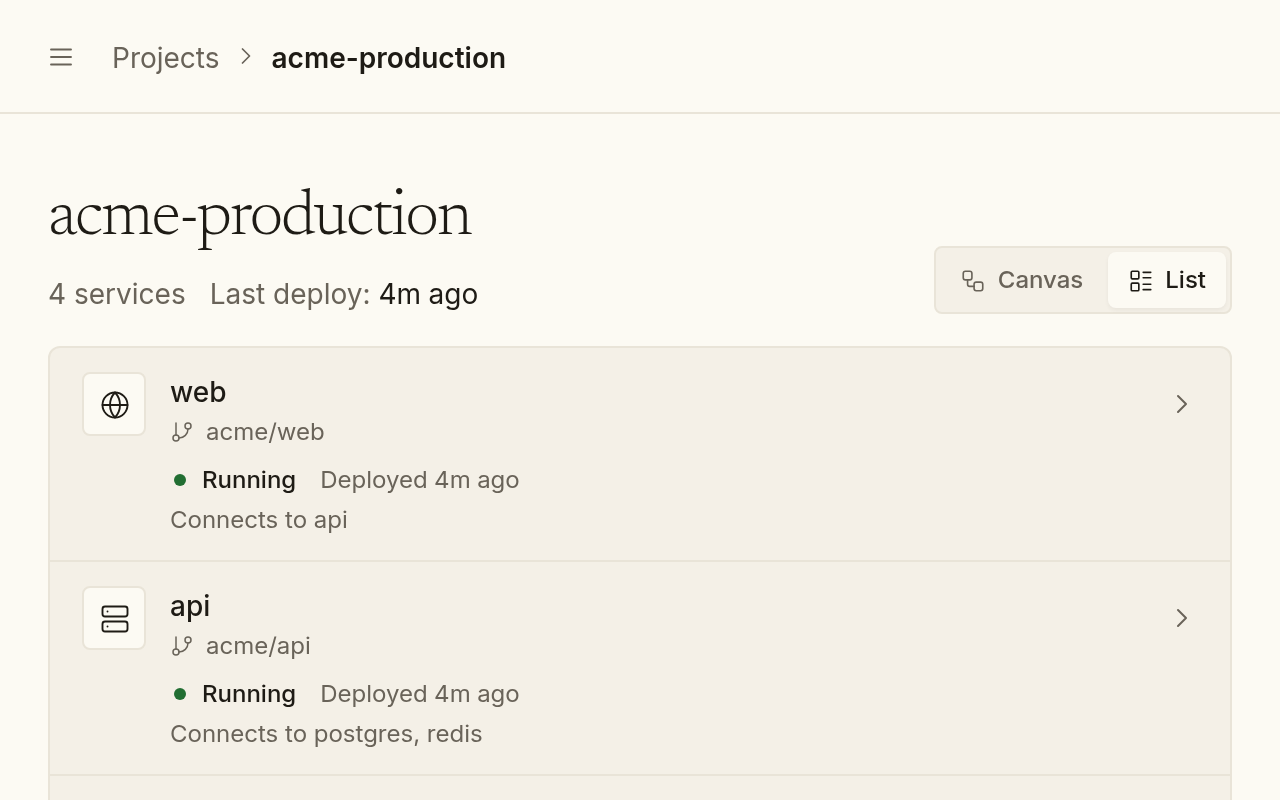 Projects acme-production
acme-production
4 services Last deploy: 4m ago
Canvas List
web
acme/web
Running Deployed 4m ago
Connects to api
api
acme/api
Running Deployed 4m ago
Connects to postgres, redis